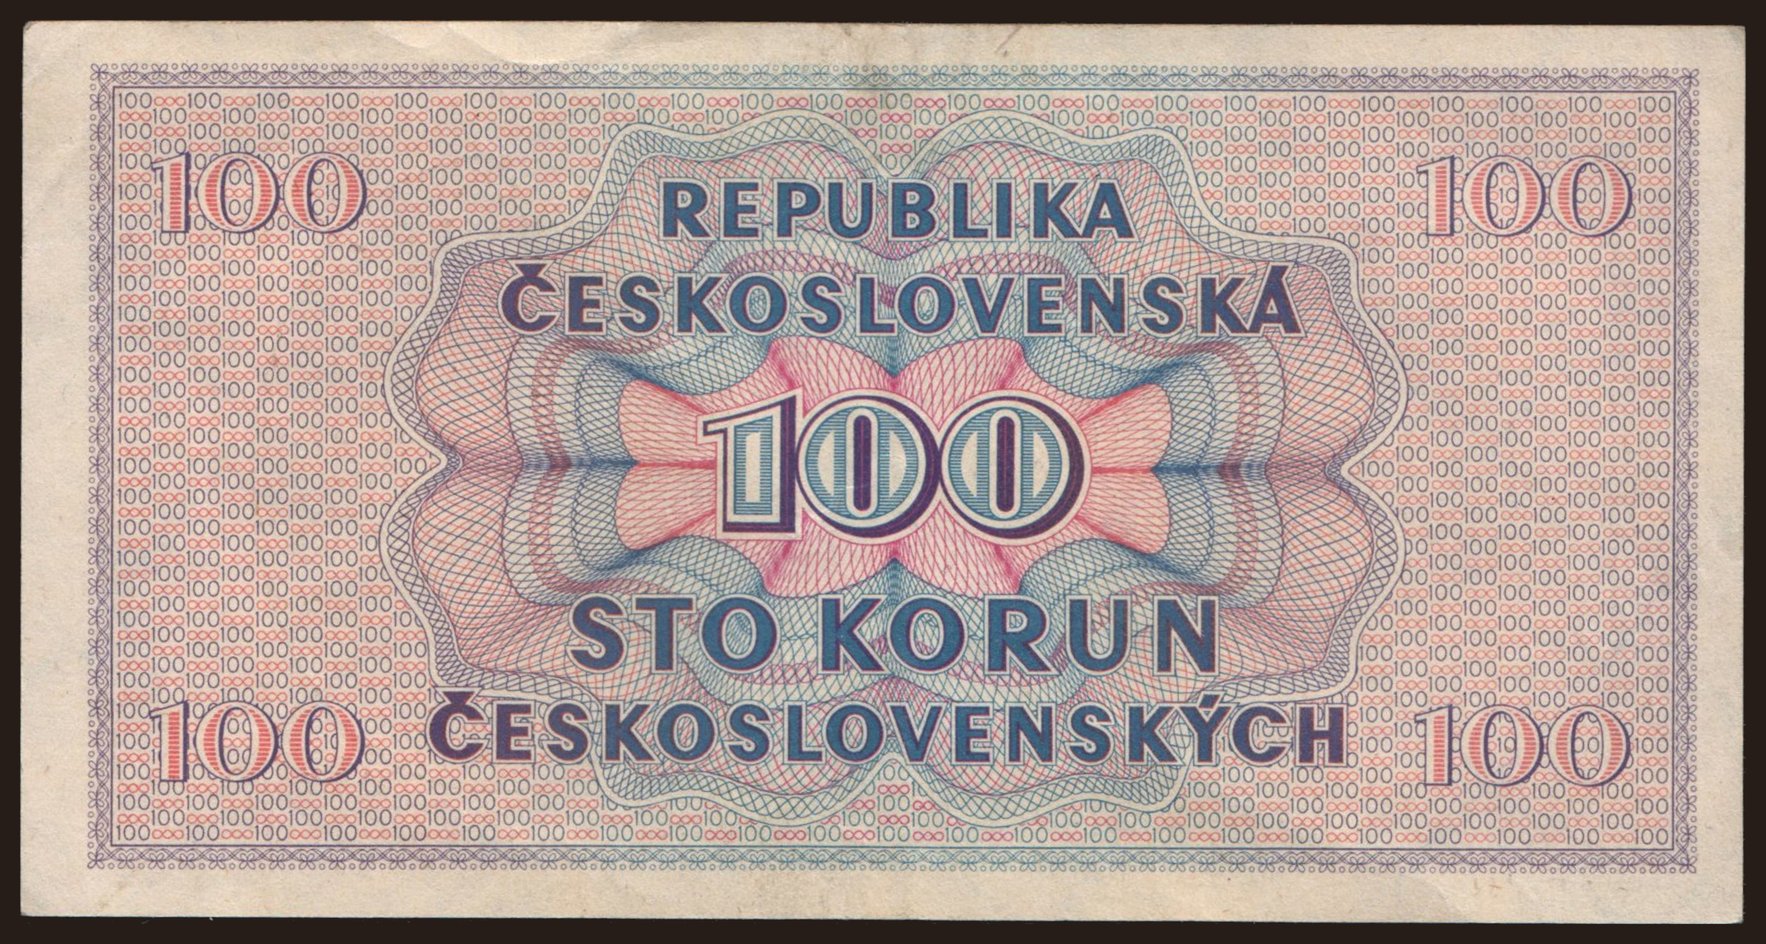 100 100
REPUBLIKA
ČESKOSLOVENSKÁ
100
STO KORUN
ČESKOSLOVENSKÝCH
100 100